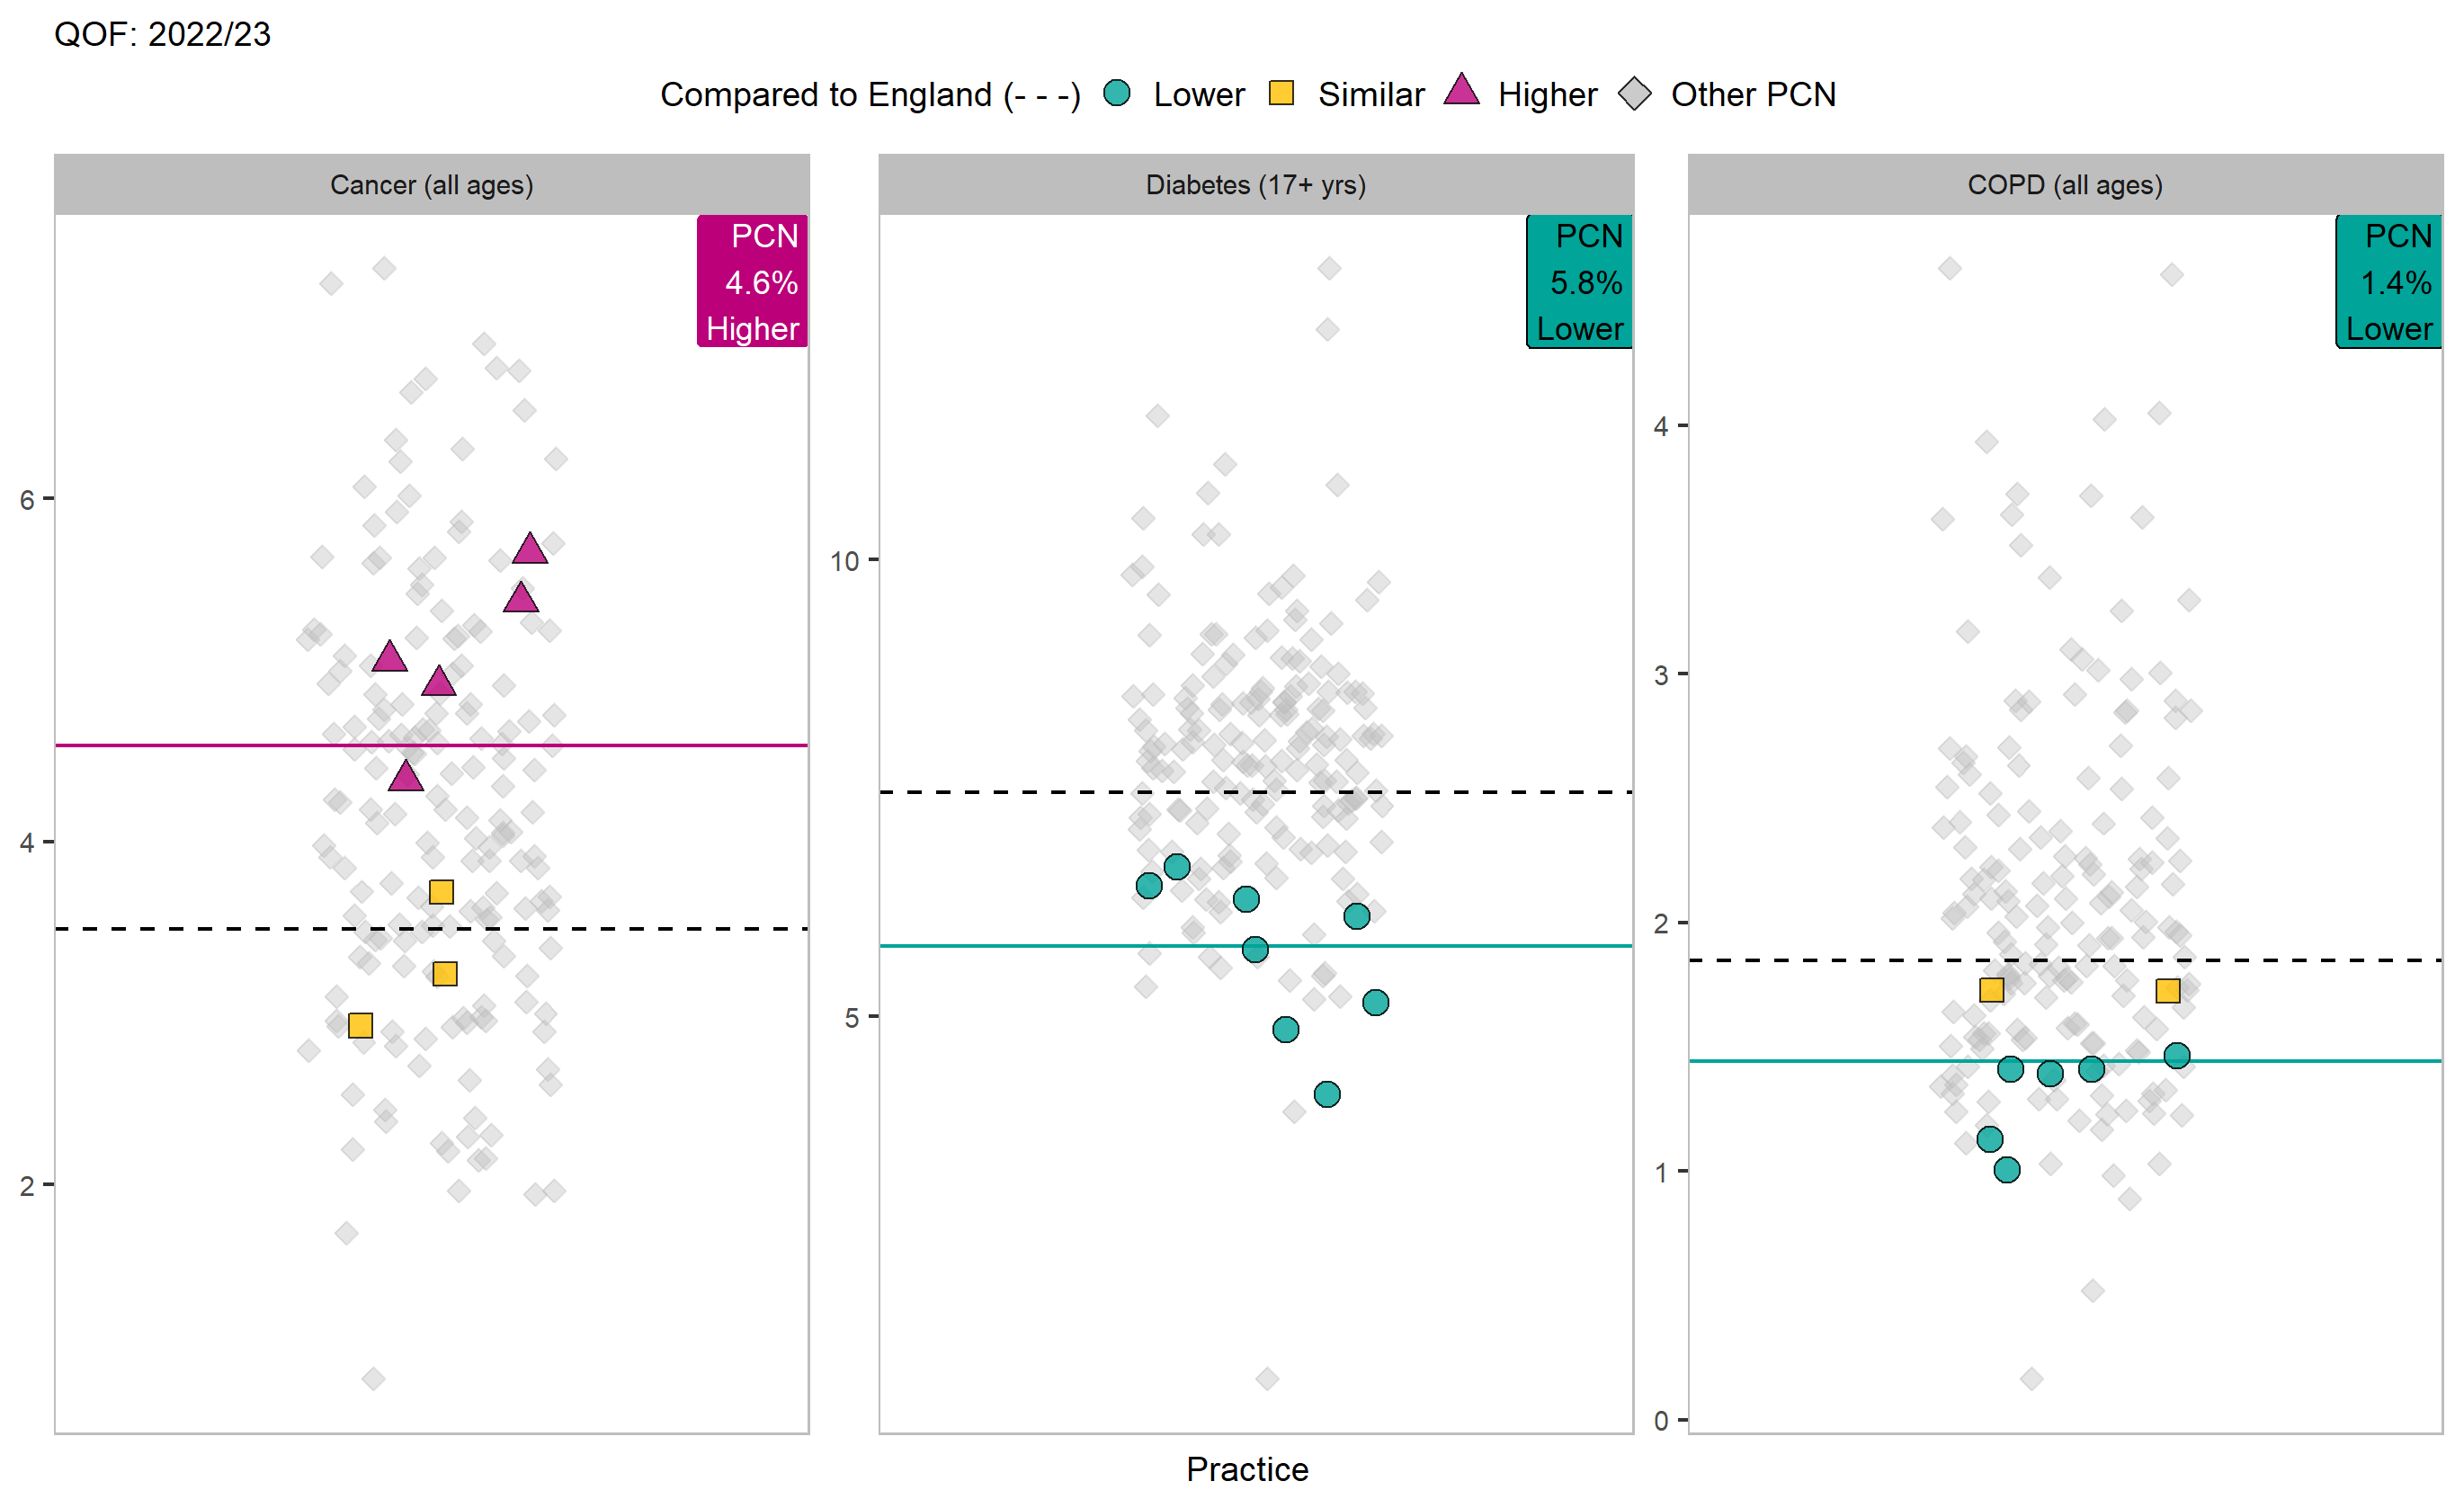 QOF: 2022/23
Compared to England (- - -) Lower Similar Higher Other PCN
Cancer (all ages)
PCN
4.6%
Higher
6
4
2
Diabetes (17+ yrs)
PCN
5.8%
Lower
10
5
COPD (all ages)
PCN
1.4%
Lower
4
3
2
1
0
Practice